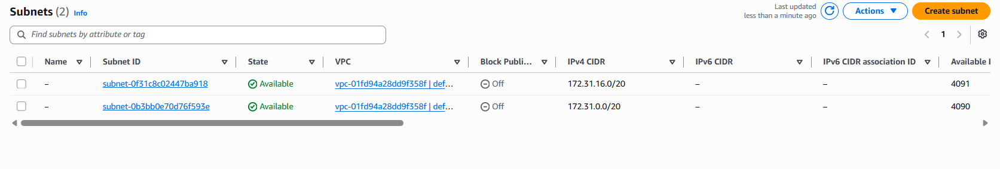 Subnets (2) Info
Last updated
less than a minute ago
Actions
Create subnet
Find subnets by attribute or tag
1
Name Subnet ID State VPC Block Publi... IPv4 CIDR IPv6 CIDR IPv6 CIDR association ID Available I
– subnet-0f31c8c02447ba918 Available vpc-01fd94a28dd9f358f | def... Off 172.31.16.0/20 – – 4091
– subnet-0b3bb0e70d76f593e Available vpc-01fd94a28dd9f358f | def... Off 172.31.0.0/20 – – 4090